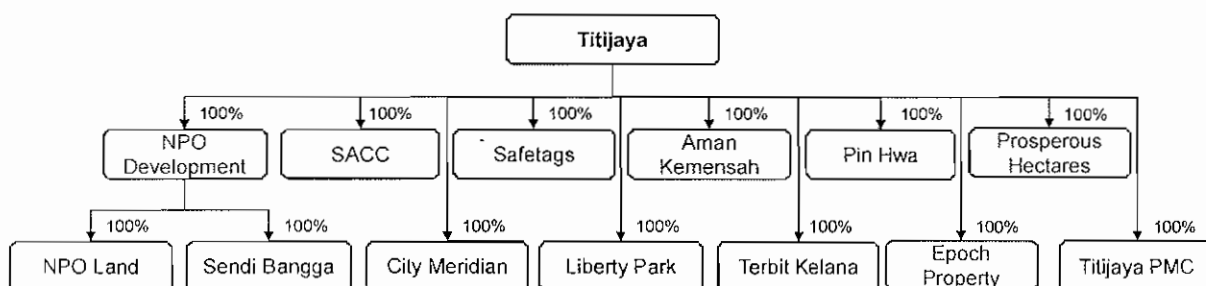 Titijaya
100%
100%
100%
100%
100%
100%
NPO
Development
SACC
Safetags
Aman
Kemensah
Pin Hwa
Prosperous
Hectares
100%
100%
100%
100%
100%
100%
100%
NPO Land
Sendi Bangga
City Meridian
Liberty Park
Terbit Kelana
Epoch
Property
Titijaya PMC